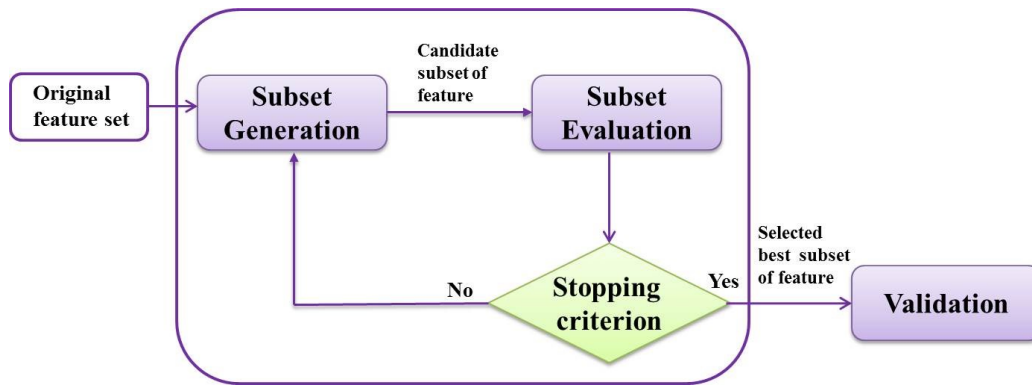 Original
feature set
Subset
Generation
Candidate
subset of
feature
Subset
Evaluation
Stopping
criterion
No
Yes
Selected
best subset
of feature
Validation